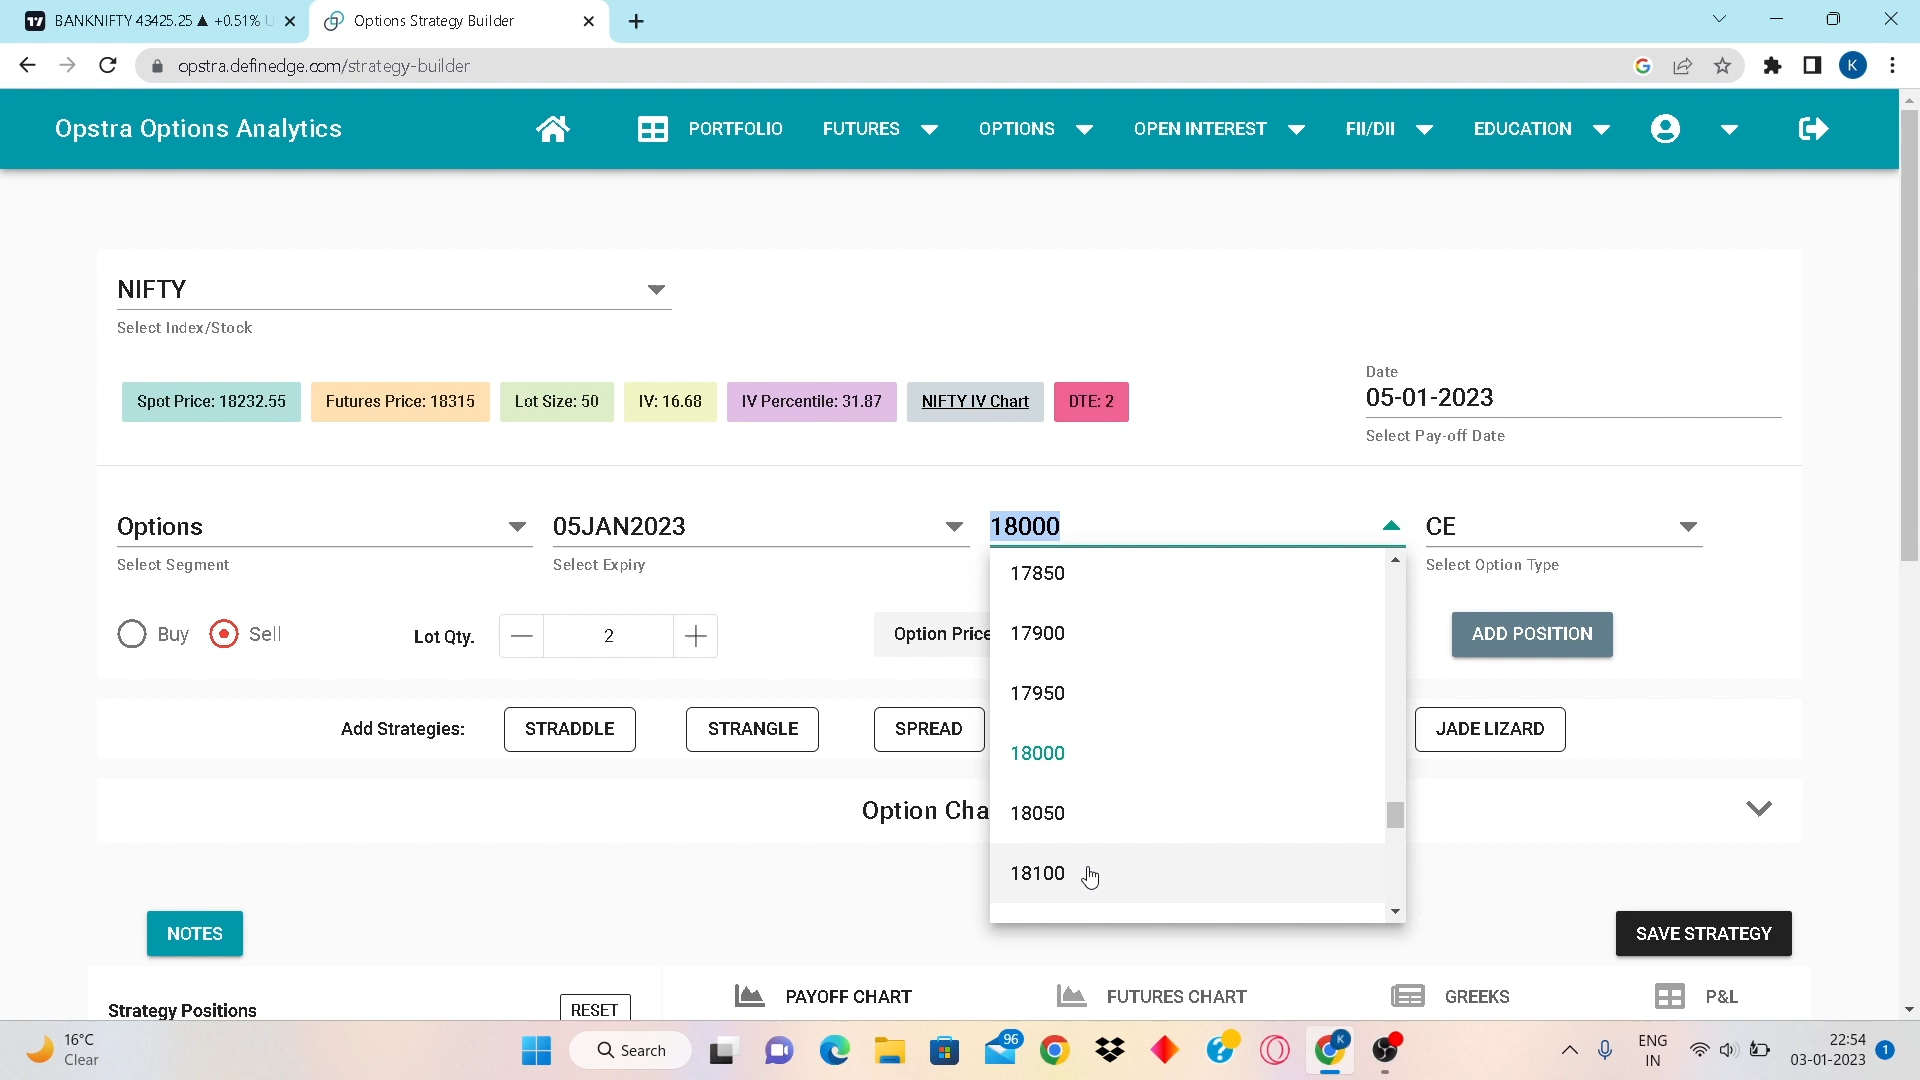 BANKNIFTY 43425.25 ▲ +0.51%
Options Strategy Builder
opstra.definedge.com/strategy-builder
K
Opstra Options Analytics
PORTFOLIO
FUTURES
OPTIONS
OPEN INTEREST
FII/DII
EDUCATION
NIFTY
Select Index/Stock
Spot Price: 18232.55
Futures Price: 18315
Lot Size: 50
IV: 16.68
IV Percentile: 31.87
NIFTY IV Chart
DTE: 2
Date
05-01-2023
Select Pay-off Date
Options
05JAN2023
18000
CE
Select Segment
Select Expiry
Select Option Type
17850
17900
17950
18000
18050
18100
Buy
Sell
Lot Qty.
2
Option Price
ADD POSITION
Add Strategies:
STRADDLE
STRANGLE
SPREAD
JADE LIZARD
Option Cha
NOTES
SAVE STRATEGY
Strategy Positions
RESET
PAYOFF CHART
FUTURES CHART
GREEKS
P&L
16°C
Clear
Search
96
K
ENG
IN
22:54
03-01-2023
1